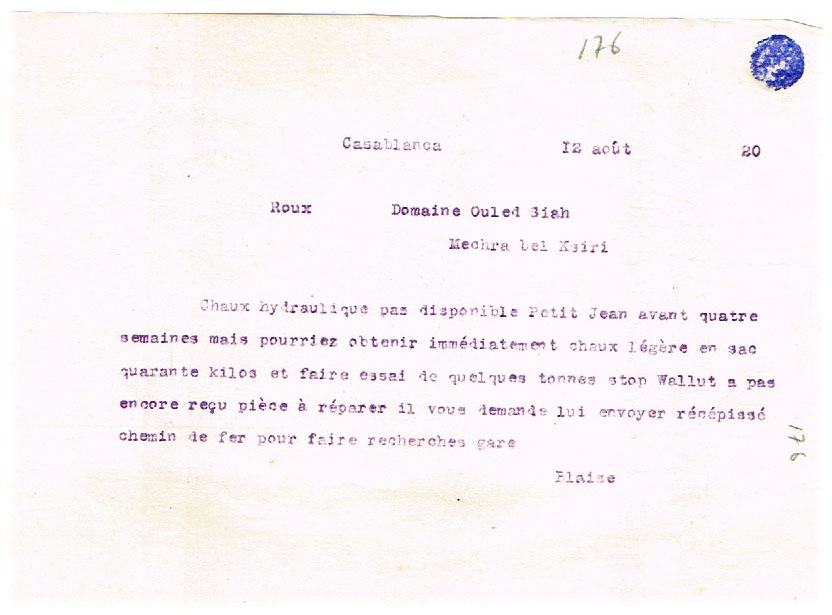 176
Casablanca I2 août 20
Roux Domaine Ouled Siah
Mechra bel Ksiri
Chaux hydraulique pas disponible Petit Jean avant quatre
semaines mais pourriez obtenir immédiatement chaux légère en sac
quarante kilos et faire essai de quelques tonnes stop Wallut a pas
encore reçu pièce à réparer il vous demande lui envoyer récépissé
chemin de fer pour faire recherches gare
176
Blaise